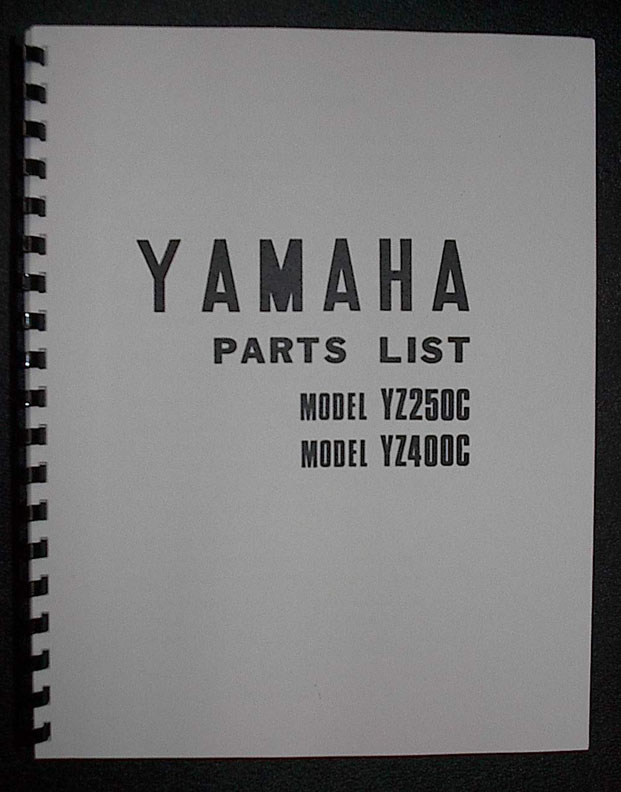 YAMAHA
PARTS LIST
MODEL YZ250C
MODEL YZ400C